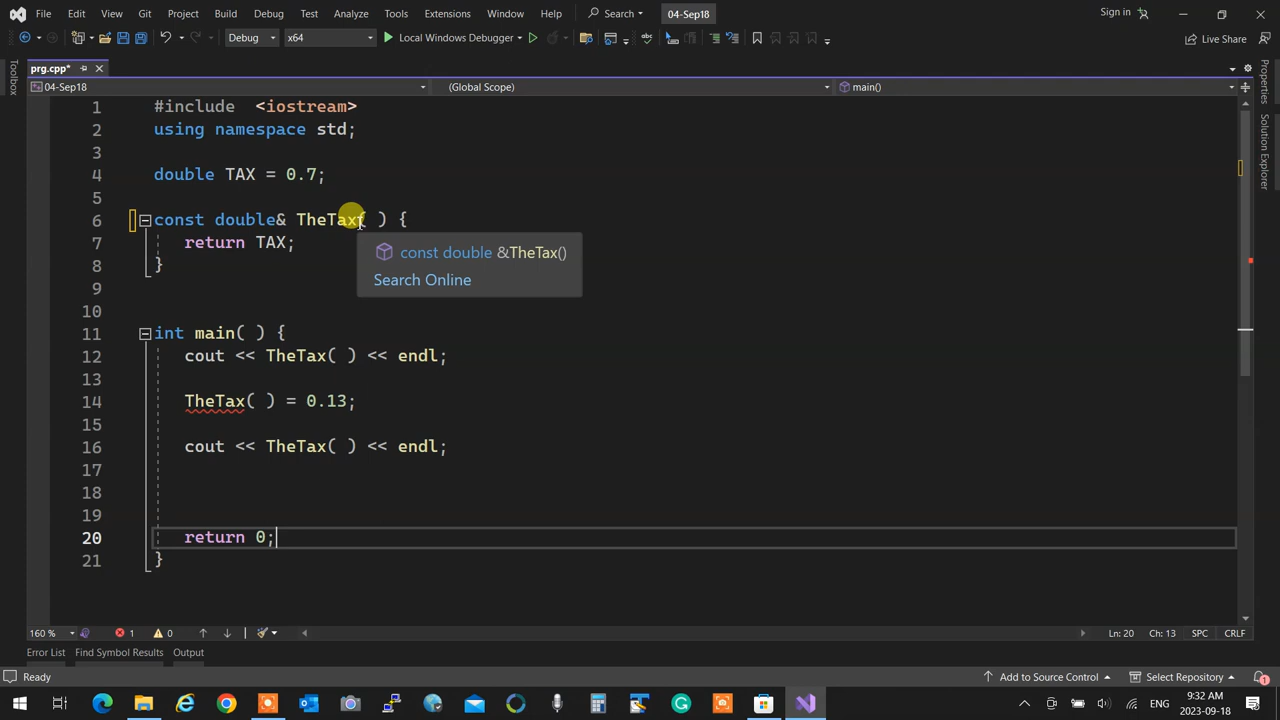 File Edit View Git Project Build Debug Test Analyze Tools Extensions Window Help Search 04-Sep18 Sign in
Debug x64 Local Windows Debugger Live Share
prg.cpp*
04-Sep18 (Global Scope) main()
Toolbox
Properties
Solution Explorer
1 #include <iostream>
2 using namespace std;
3
4 double TAX = 0.7;
5
6 const double& TheTax( ) {
7 return TAX;
8 }
const double &TheTax()
Search Online
9
10
11 int main( ) {
12 cout << TheTax( ) << endl;
13
14 TheTax( ) = 0.13;
15
16 cout << TheTax( ) << endl;
17
18
19
20 return 0;
21 }
160 % 1 0 Ln: 20 Ch: 13 SPC CRLF
Error List Find Symbol Results Output
Ready Add to Source Control Select Repository 1
ENG 9:32 AM
2023-09-18